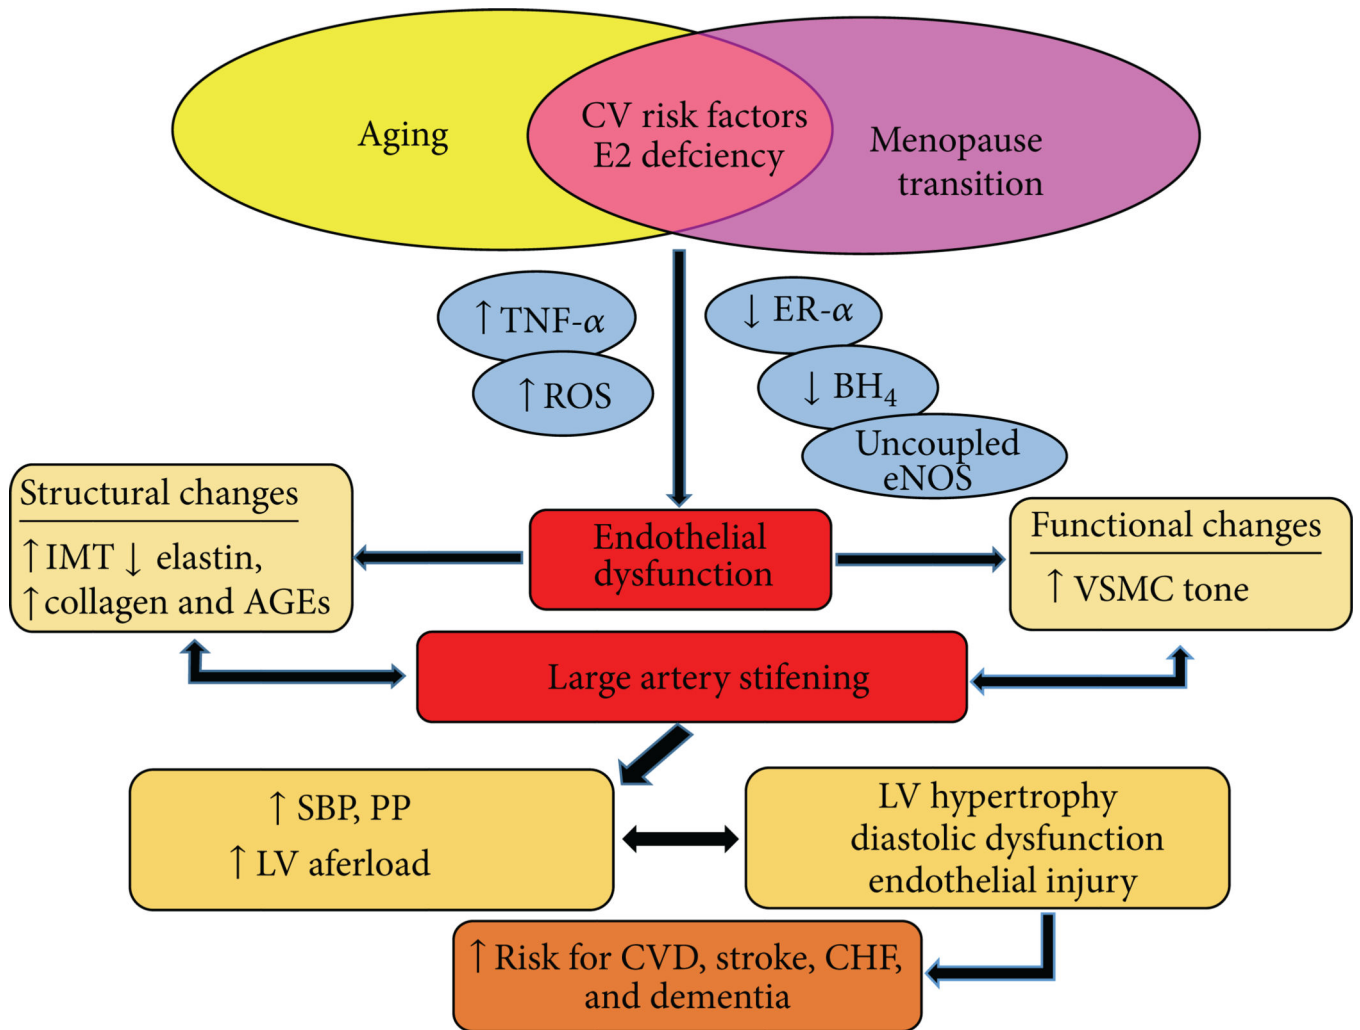 Aging
CV risk factors
E2 defciency
Menopause
transition
↑ TNF-α
↑ ROS
↓ ER-α
↓ BH₄
Uncoupled
eNOS
Structural changes
↑ IMT ↓ elastin,
↑ collagen and AGEs
Endothelial
dysfunction
Functional changes
↑ VSMC tone
Large artery stifening
↑ SBP, PP
↑ LV aferload
LV hypertrophy
diastolic dysfunction
endothelial injury
↑ Risk for CVD, stroke, CHF,
and dementia